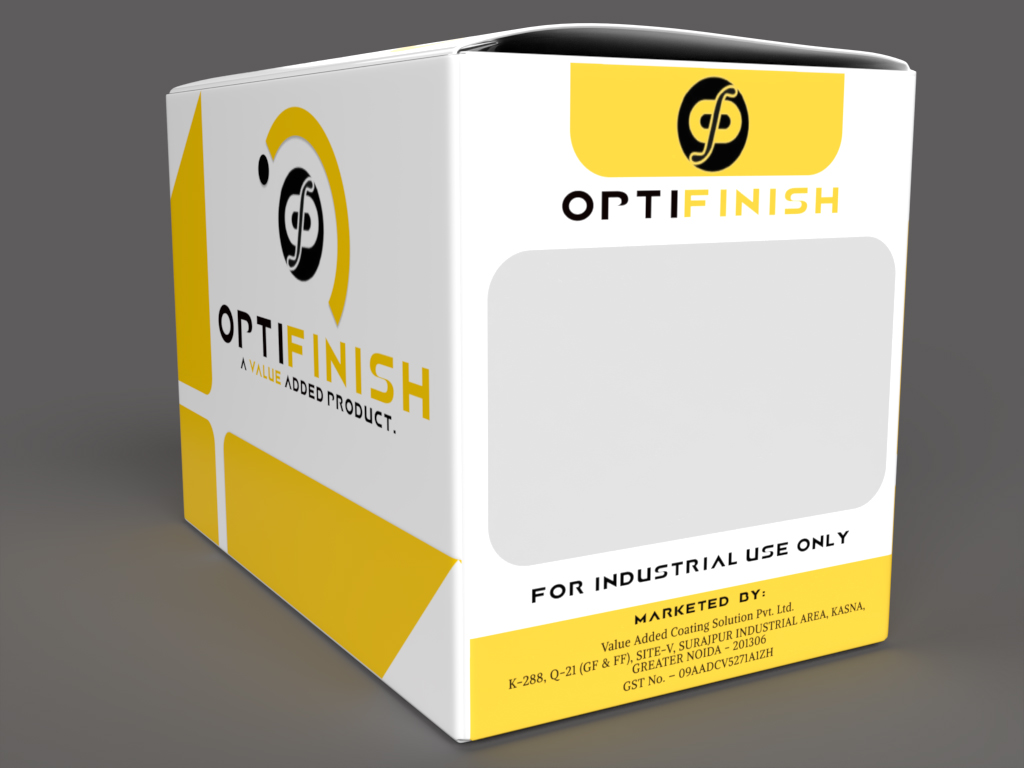 OPTIFINISH
A VALUE ADDED PRODUCT.
OPTIFINISH
FOR INDUSTRIAL USE ONLY
MARKETED BY:
Value Added Coating Solution Pvt. Ltd.
K-288, Q-21 (GF & FF), SITE-V, SURAJPUR INDUSTRIAL AREA, KASNA,
GREATER NOIDA - 201306
GST No. - 09AADCV5271A1ZH